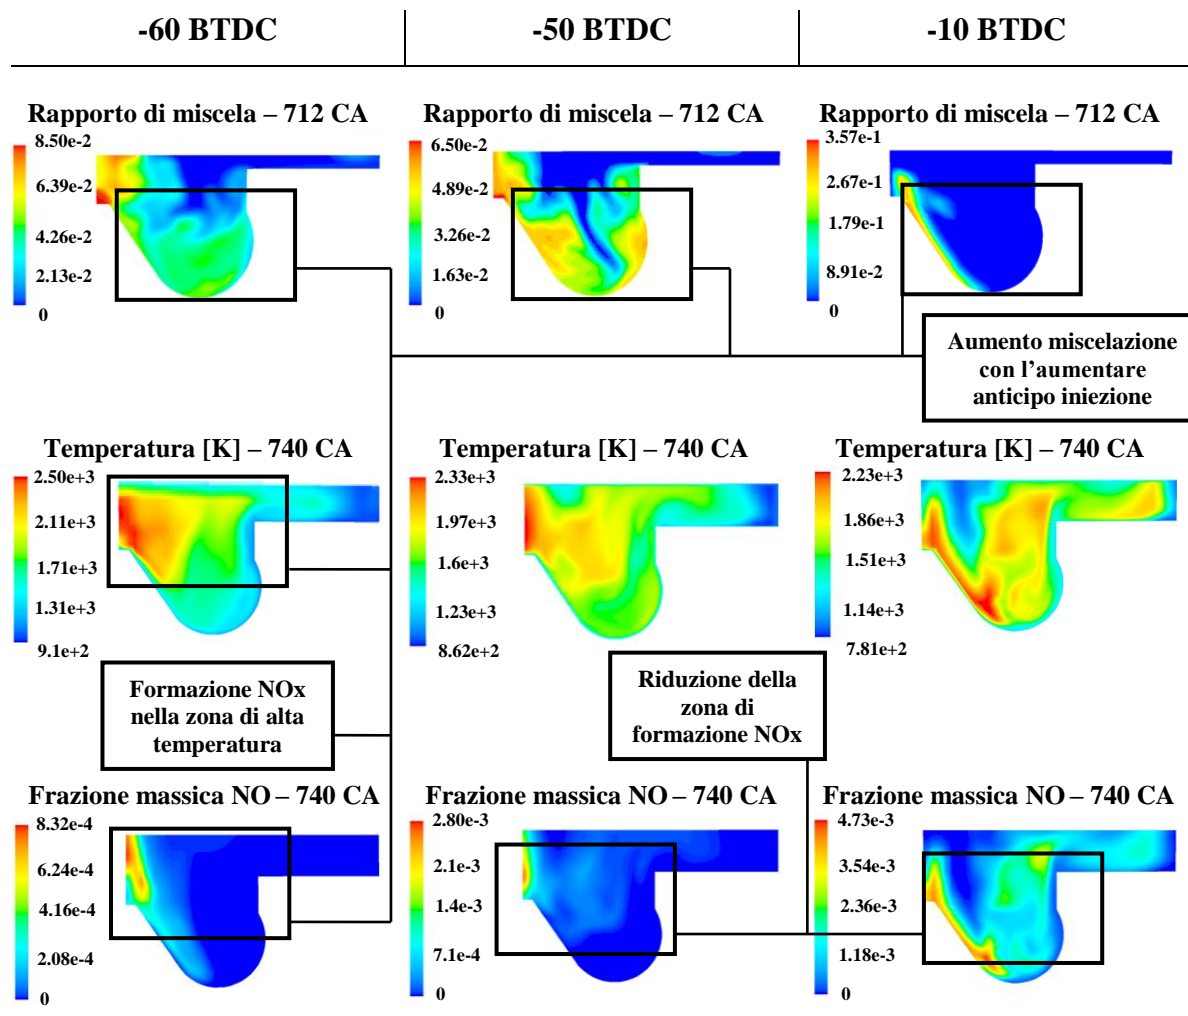 -60 BTDC
-50 BTDC
-10 BTDC
Rapporto di miscela – 712 CA
8.50e-2
6.39e-2
4.26e-2
2.13e-2
0
Rapporto di miscela – 712 CA
6.50e-2
4.89e-2
3.26e-2
1.63e-2
0
Rapporto di miscela – 712 CA
3.57e-1
2.67e-1
1.79e-1
8.91e-2
0
Aumento miscelazione
con l’aumentare
anticipo iniezione
Temperatura [K] – 740 CA
2.50e+3
2.11e+3
1.71e+3
1.31e+3
9.1e+2
Temperatura [K] – 740 CA
2.33e+3
1.97e+3
1.6e+3
1.23e+3
8.62e+2
Temperatura [K] – 740 CA
2.23e+3
1.86e+3
1.51e+3
1.14e+3
7.81e+2
Formazione NOx
nella zona di alta
temperatura
Riduzione della
zona di
formazione NOx
Frazione massica NO – 740 CA
8.32e-4
6.24e-4
4.16e-4
2.08e-4
0
Frazione massica NO – 740 CA
2.80e-3
2.1e-3
1.4e-3
7.1e-4
0
Frazione massica NO – 740 CA
4.73e-3
3.54e-3
2.36e-3
1.18e-3
0